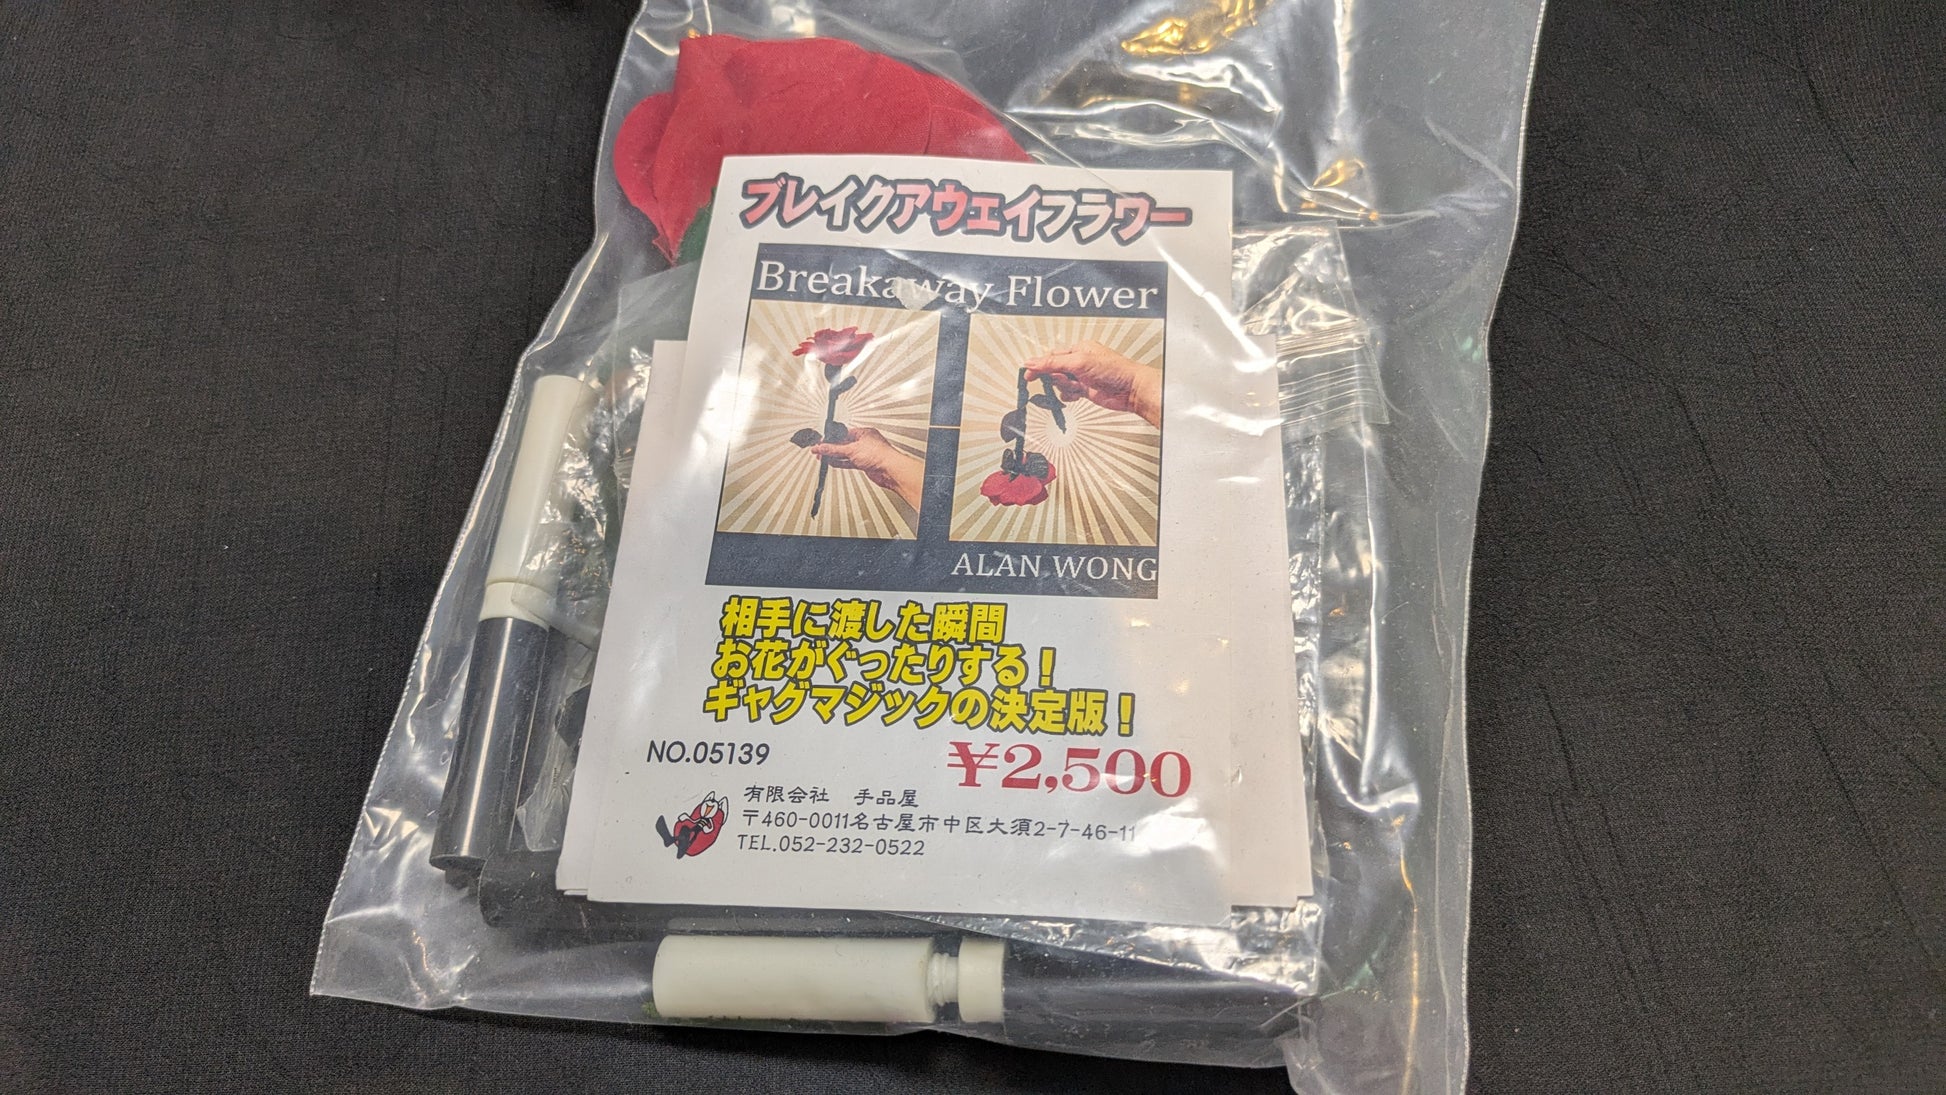 ブレイクアウェイフラワー
Breakaway Flower
ALAN WONG
相手に渡した瞬間
お花がぐったりする！
ギャグマジックの決定版！
NO.05139
￥2,500
有限会社　手品屋
〒460-0011名古屋市中区大須2-7-46-11
TEL.052-232-0522